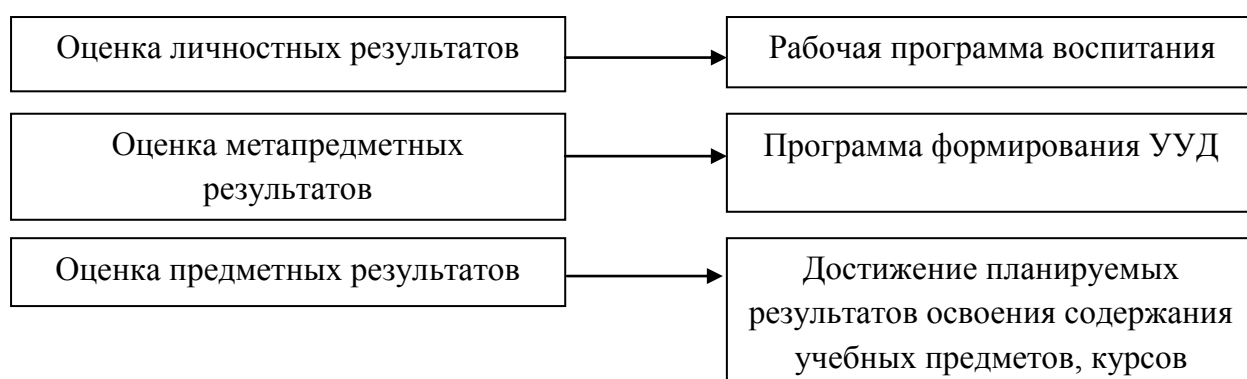 Оценка личностных результатов
Рабочая программа воспитания
Оценка метапредметных
результатов
Программа формирования УУД
Оценка предметных результатов
Достижение планируемых
результатов освоения содержания
учебных предметов, курсов